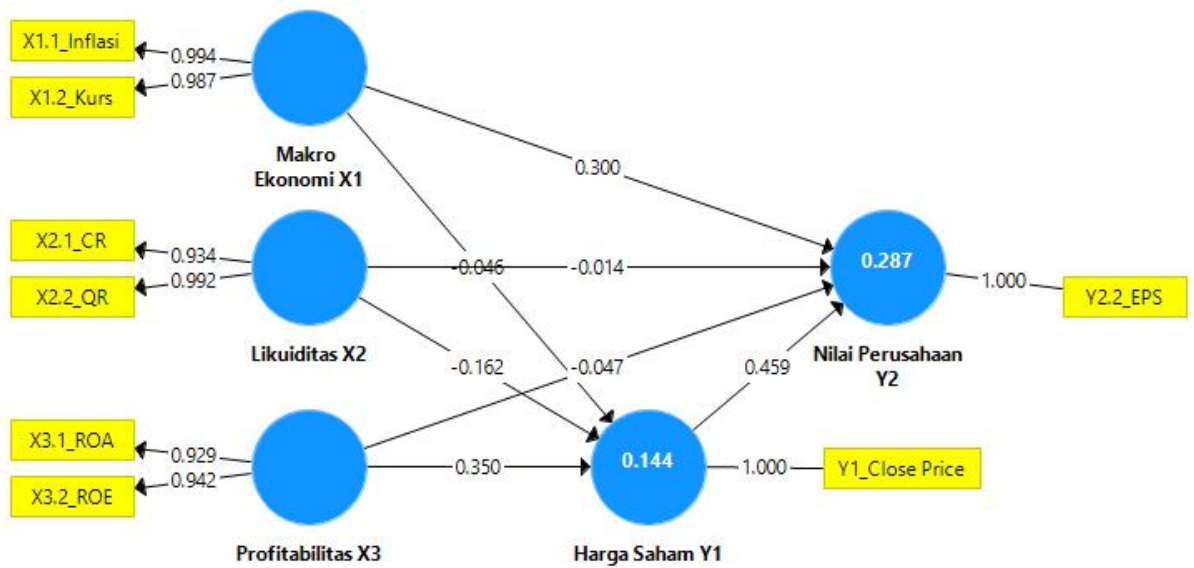 X1.1_Inflasi
0.994
0.987
X1.2_Kurs
Makro
Ekonomi X1
0.300
X2.1_CR
0.934
0.992
X2.2_QR
Likuiditas X2
-0.046
-0.014
0.287
Nilai Perusahaan
Y2
1.000
Y2.2_EPS
-0.162
-0.047
0.459
X3.1_ROA
0.929
0.942
X3.2_ROE
Profitabilitas X3
0.350
0.144
Harga Saham Y1
1.000
Y1_Close Price